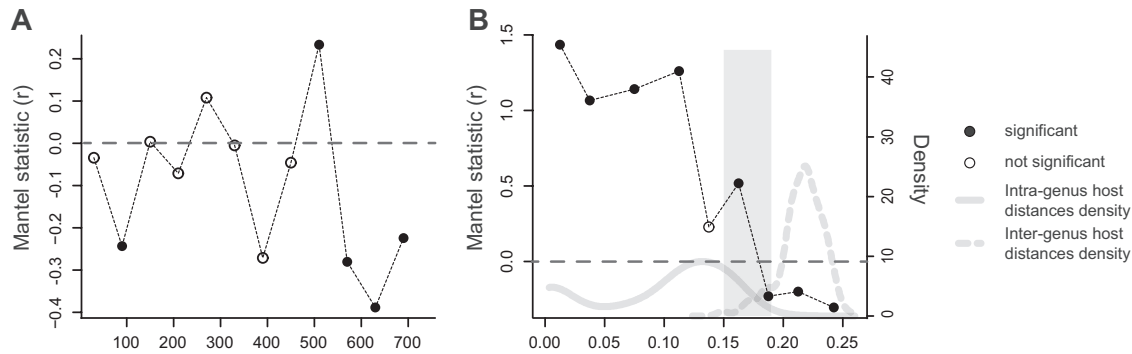 A
Mantel statistic (r)
0.2
0.1
0.0
−0.1
−0.2
−0.3
−0.4
100 200 300 400 500 600 700
B
Mantel statistic (r)
1.5
1.0
0.5
0.0
0.00 0.05 0.10 0.15 0.20 0.25
40
30
20
10
0
Density
significant
not significant
Intra-genus host
distances density
Inter-genus host
distances density